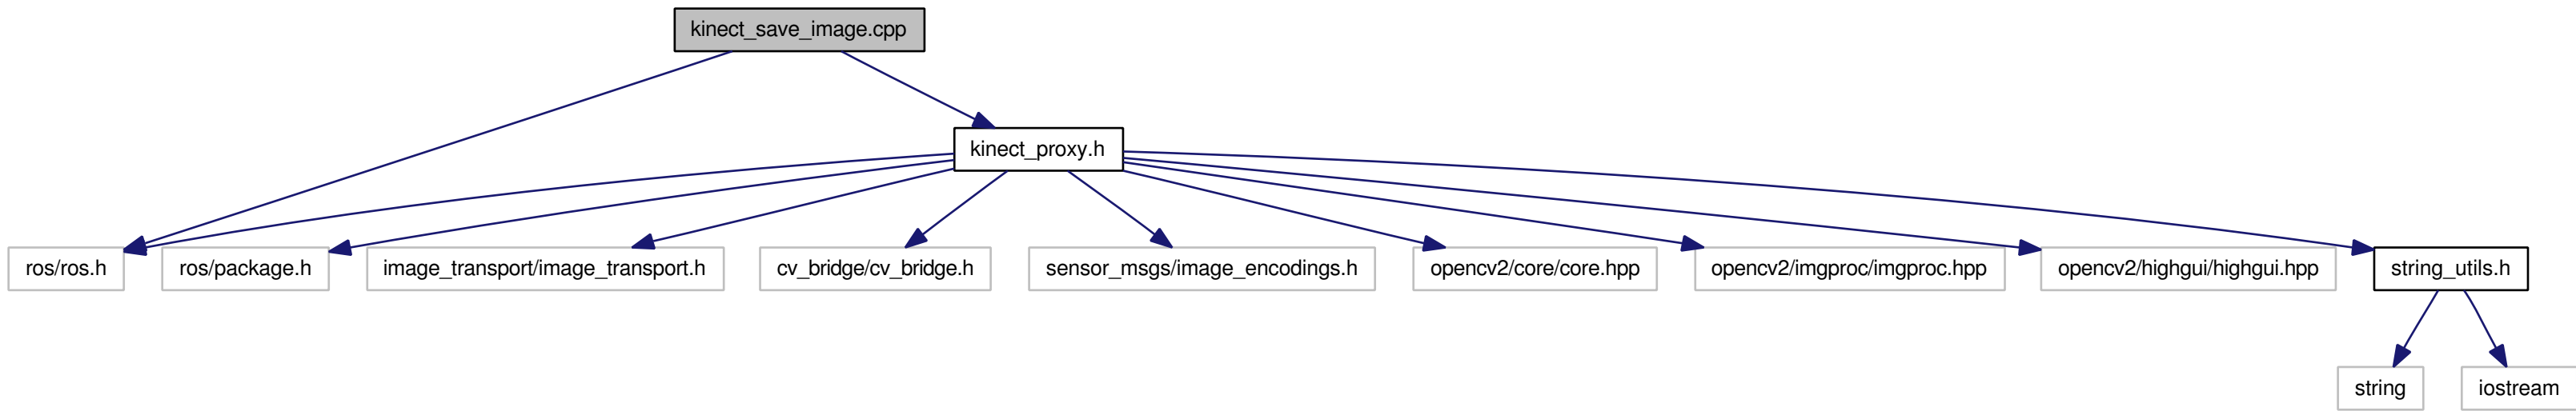 kinect_save_image.cpp
kinect_proxy.h
ros/ros.h
ros/package.h
image_transport/image_transport.h
cv_bridge/cv_bridge.h
sensor_msgs/image_encodings.h
opencv2/core/core.hpp
opencv2/imgproc/imgproc.hpp
opencv2/highgui/highgui.hpp
string_utils.h
string
iostream